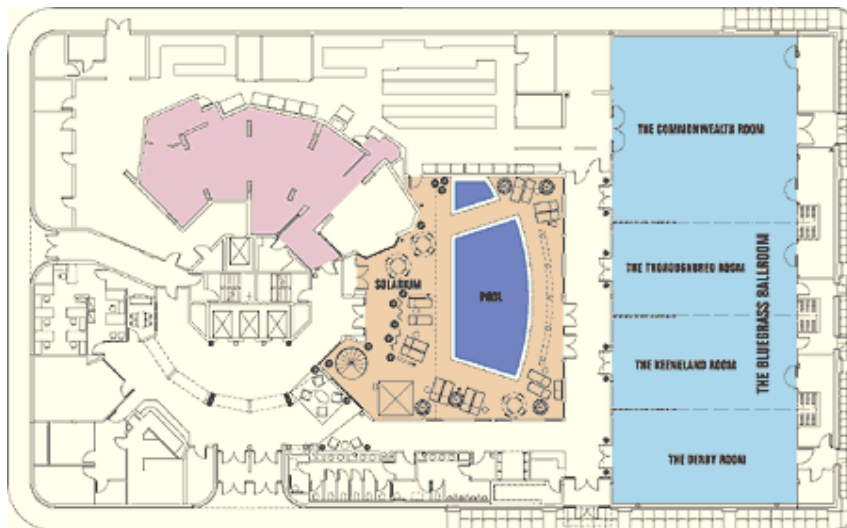 THE COMMONWEALTH ROOM
THE THOROUGHBRED ROOM
SOLARIUM
POOL
THE KEENELAND ROOM
THE BLUEGRASS BALLROOM
THE DERBY ROOM